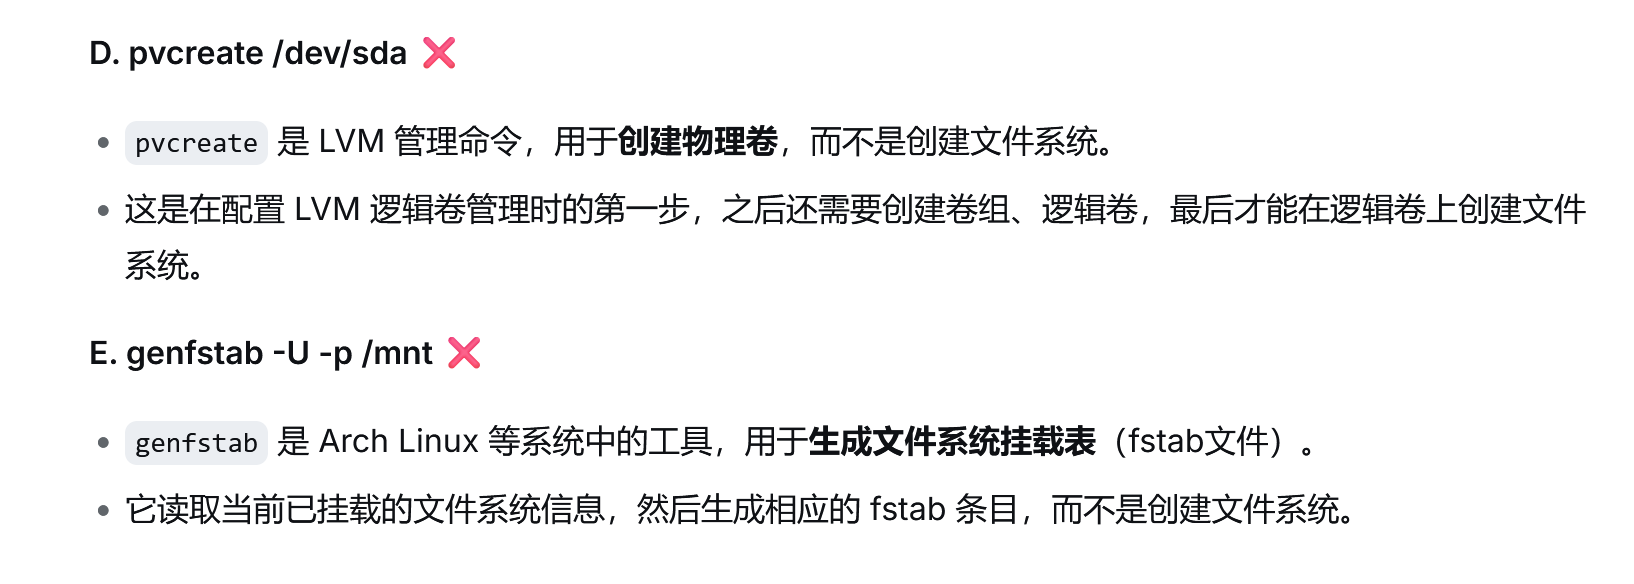 D. pvcreate /dev/sda ❌
• pvcreate 是 LVM 管理命令，用于创建物理卷，而不是创建文件系统。
• 这是在配置 LVM 逻辑卷管理时的第一步，之后还需要创建卷组、逻辑卷，最后才能在逻辑卷上创建文件
系统。
E. genfstab -U -p /mnt ❌
• genfstab 是 Arch Linux 等系统中的工具，用于生成文件系统挂载表（fstab文件）。
• 它读取当前已挂载的文件系统信息，然后生成相应的 fstab 条目，而不是创建文件系统。